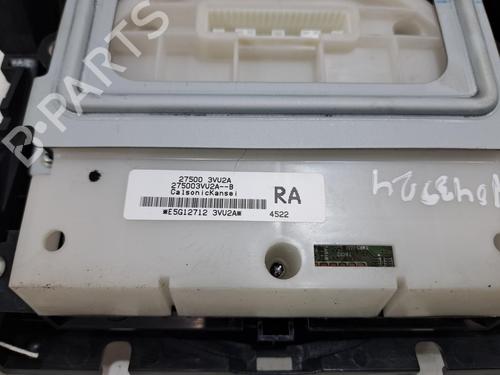 B-PARTS
27500 3VU2A
275003VU2A--B
CalsonicKansei
RA
*E5G12712 3VU2A*
4522